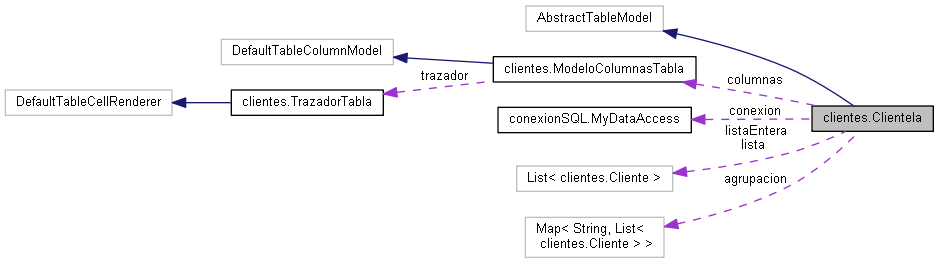 AbstractTableModel
DefaultTableColumnModel
clientes.ModeloColumnasTabla
columnas
trazador
DefaultTableCellRenderer
clientes.TrazadorTabla
conexion
conexionSQL.MyDataAccess
clientes.Clientela
listaEntera
lista
List< clientes.Cliente >
agrupacion
Map< String, List<
clientes.Cliente > >